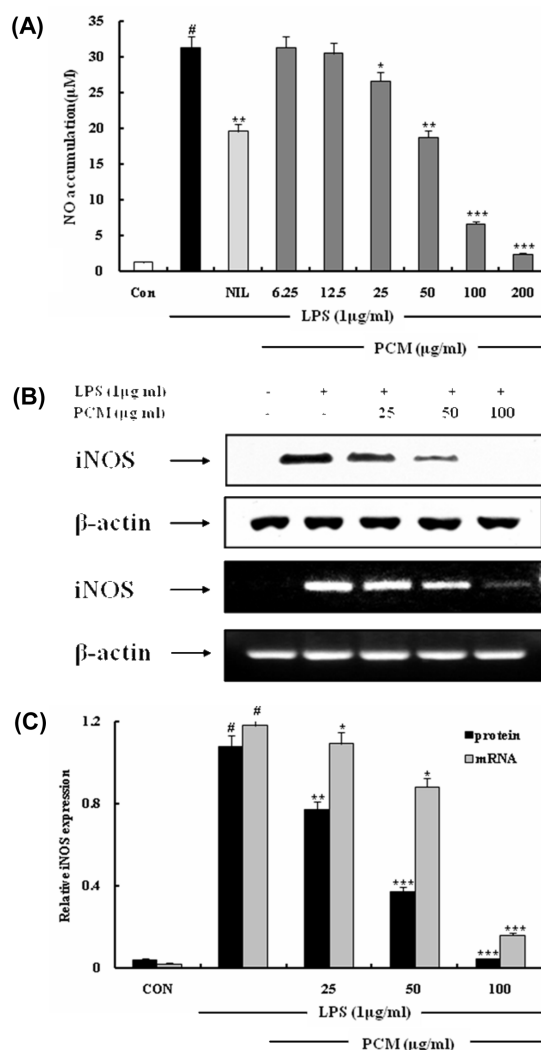 (A)
NO accumulation(μM)
35
30
25
20
15
10
5
0
#
**
*
**
***
***
Con NIL 6.25 12.5 25 50 100 200
LPS (1μg/ml)
PCM (μg/ml)
(B)
LPS (1μg ml) - + + + +
PCM (μg ml) - - 25 50 100
iNOS
β-actin
iNOS
β-actin
(C)
Relative iNOS expression
1.2
0.8
0.4
0
# #
** *
*** *
*** ***
protein
mRNA
CON 25 50 100
LPS (1μg/ml)
PCM (μg/ml)